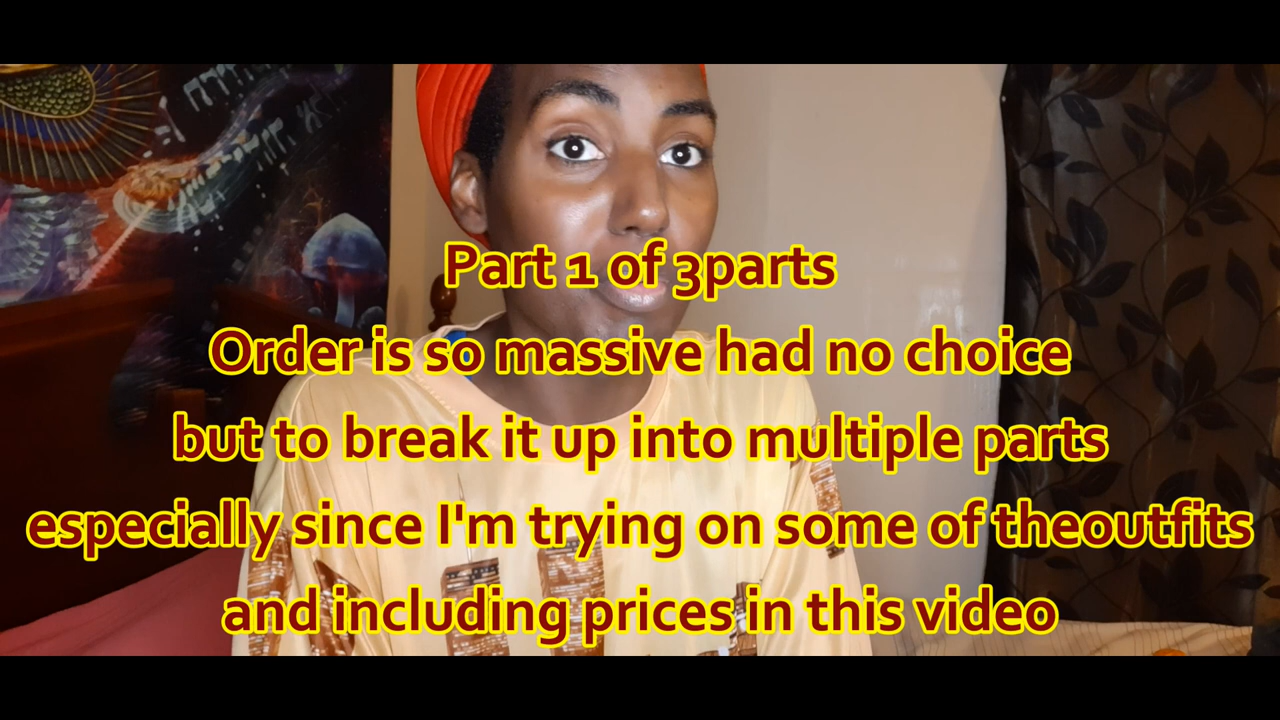 Part 1 of 3parts
Order is so massive had no choice
but to break it up into multiple parts
especially since I'm trying on some of theoutfits
and including prices in this video